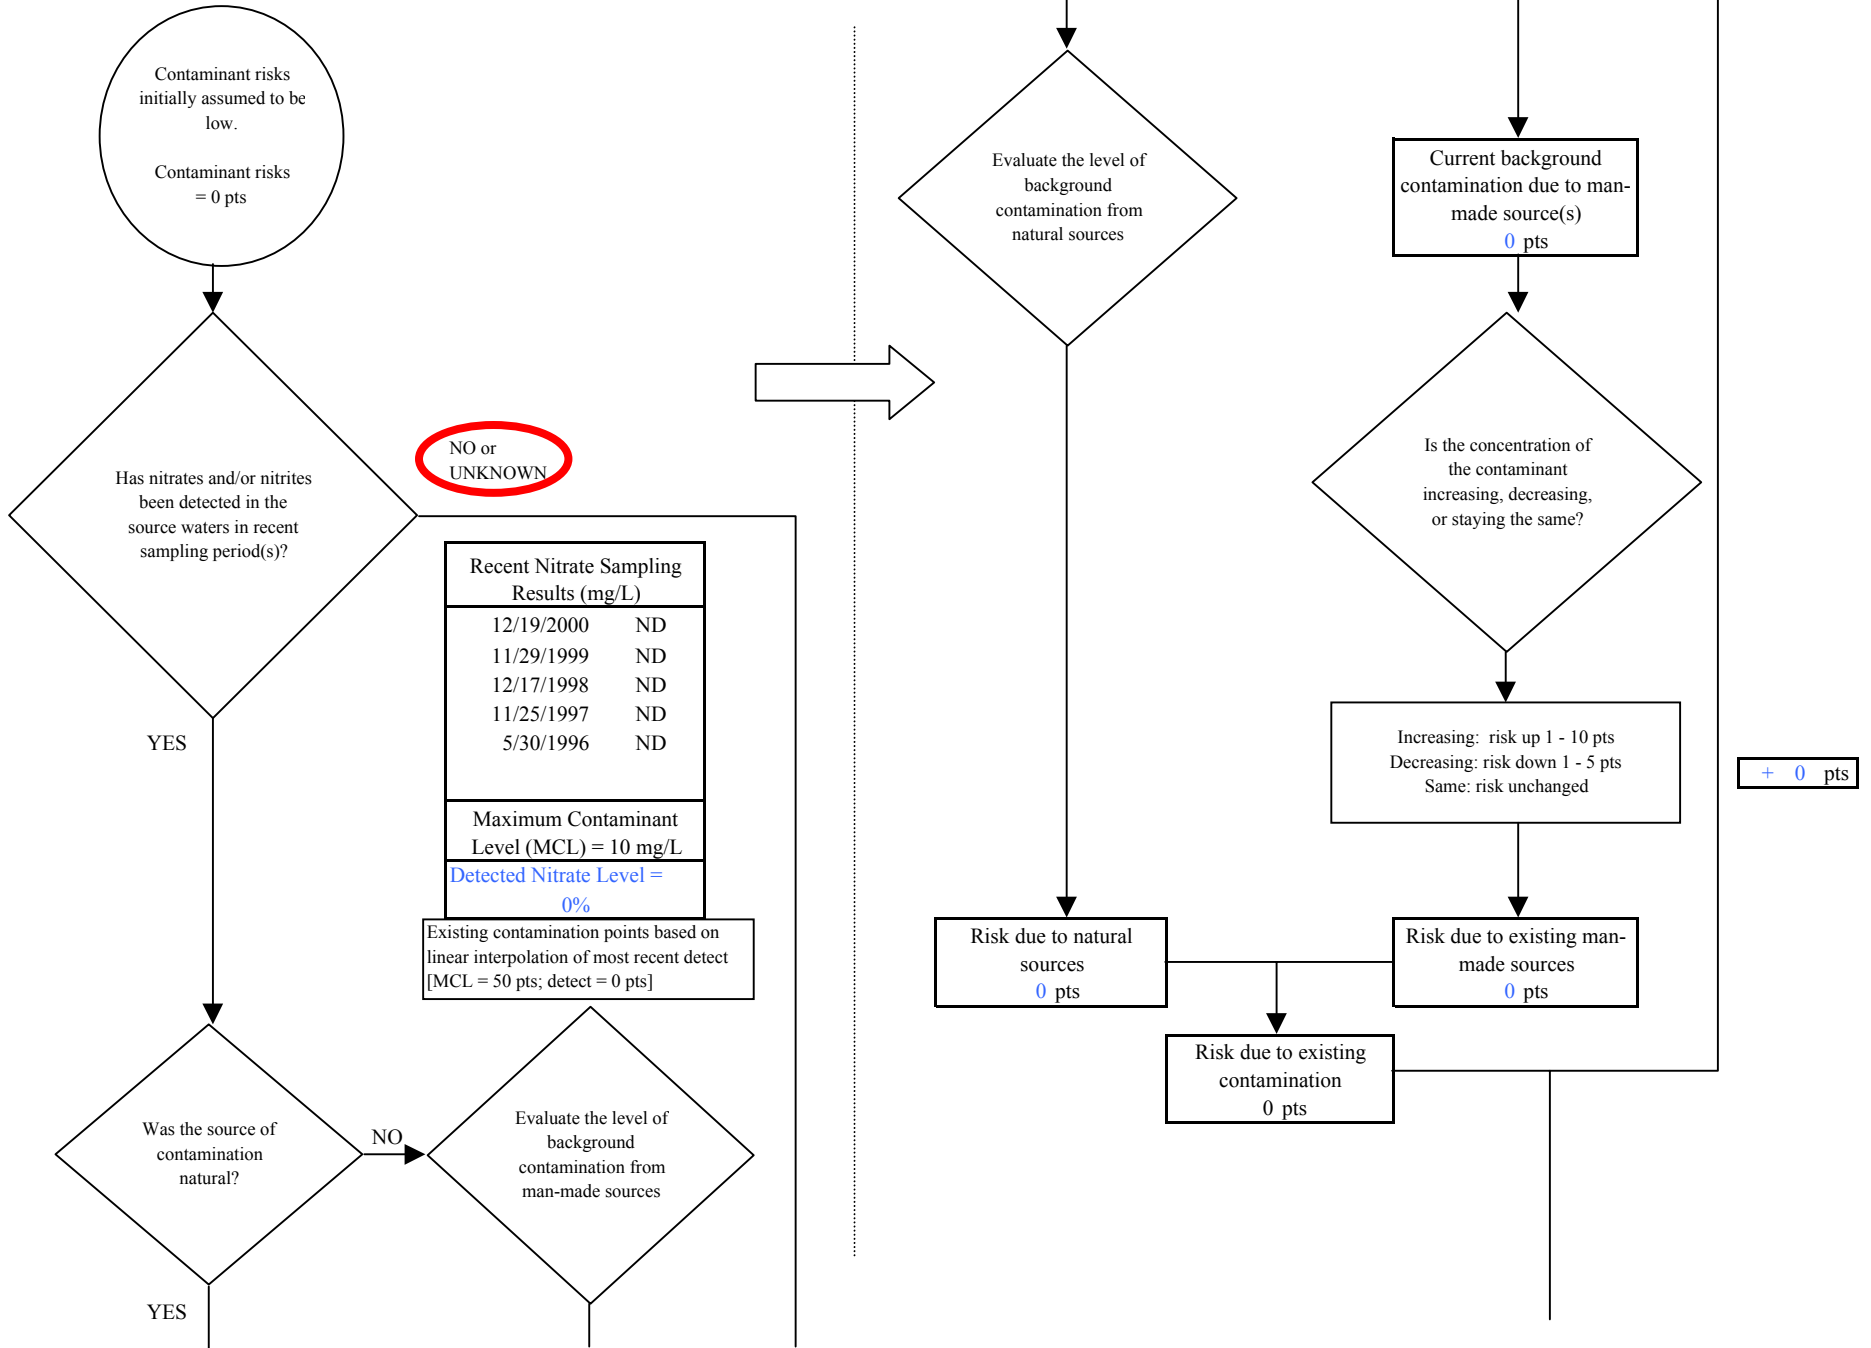 Contaminant risks
initially assumed to be
low.
Contaminant risks
= 0 pts
Has nitrates and/or nitrites
been detected in the
source waters in recent
sampling period(s)?
NO or
UNKNOWN
YES
Recent Nitrate Sampling
Results (mg/L)
12/19/2000 ND
11/29/1999 ND
12/17/1998 ND
11/25/1997 ND
5/30/1996 ND
Maximum Contaminant
Level (MCL) = 10 mg/L
Detected Nitrate Level =
0%
Existing contamination points based on
linear interpolation of most recent detect
[MCL = 50 pts; detect = 0 pts]
Was the source of
contamination
natural?
NO
YES
Evaluate the level of
background
contamination from
man-made sources
Evaluate the level of
background
contamination from
natural sources
Current background
contamination due to man-
made source(s)
0 pts
Is the concentration of
the contaminant
increasing, decreasing,
or staying the same?
Increasing: risk up 1 - 10 pts
Decreasing: risk down 1 - 5 pts
Same: risk unchanged
+ 0 pts
Risk due to natural
sources
0 pts
Risk due to existing man-
made sources
0 pts
Risk due to existing
contamination
0 pts